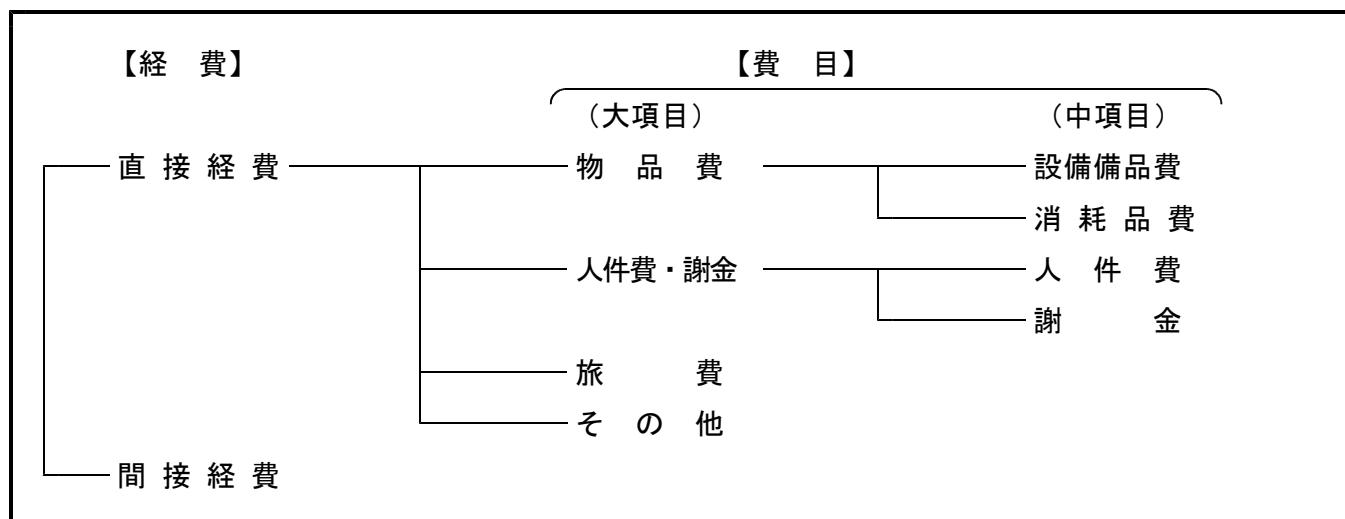 【経　費】　【費　目】
（大項目）　（中項目）
直 接 経 費　物　品　費　設備備品費
消 耗 品 費
人件費・謝金　人　件　費
謝　　　金
旅　　　費
そ　の　他
間 接 経 費